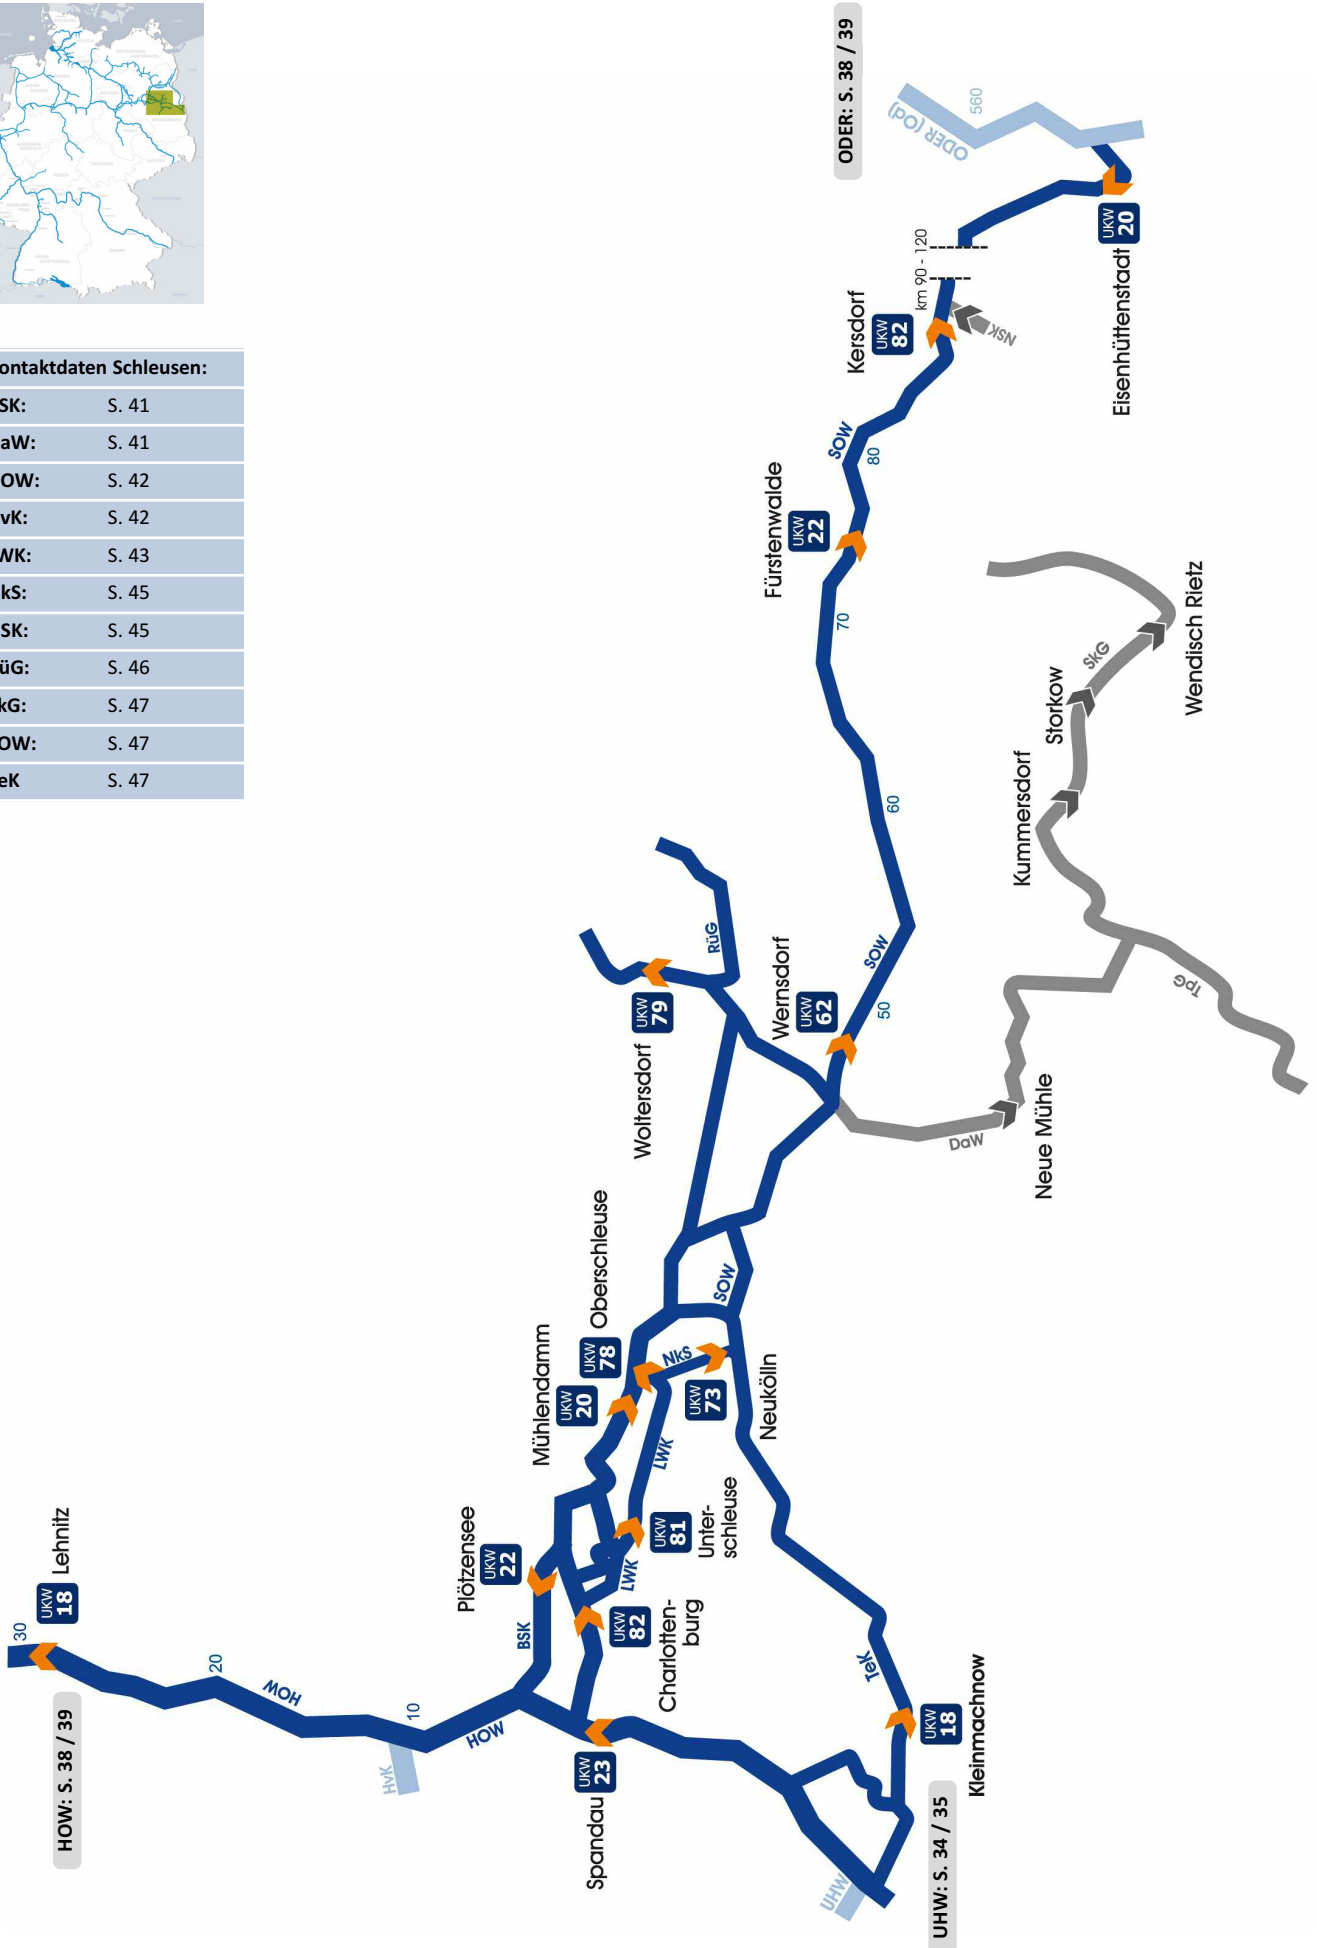 ODER: S. 38 / 39
ODER (Od)
560
UKW
20
Eisenhüttenstadt
km 90 - 120
NSK
Kersdorf
UKW
82
SOW
80
Fürstenwalde
UKW
22
70
60
ontaktdaten Schleusen:
SK: S. 41
aW: S. 41
OW: S. 42
vK: S. 42
WK: S. 43
kS: S. 45
SK: S. 45
üG: S. 46
kG: S. 47
OW: S. 47
eK S. 47
Wendisch Rietz
SkG
Storkow
Kummersdorf
TpG
RüG
UKW
79
Woltersdorf
Wernsdorf
UKW
62
SOW
50
DaW
Neue Mühle
Oberschleuse
UKW
78
Mühlendamm
UKW
20
NkS
UKW
73
Neukölln
SOW
LWK
Plötzensee
UKW
22
UKW
81
Unter-
schleuse
LWK
BSK
UKW
82
Charlotten-
burg
Lehnitz
UKW
18
30
20
HOW
10
HOW
HOW: S. 38 / 39
HvK
UKW
23
Spandau
TeK
UKW
18
Kleinmachnow
UHW
UHW: S. 34 / 35